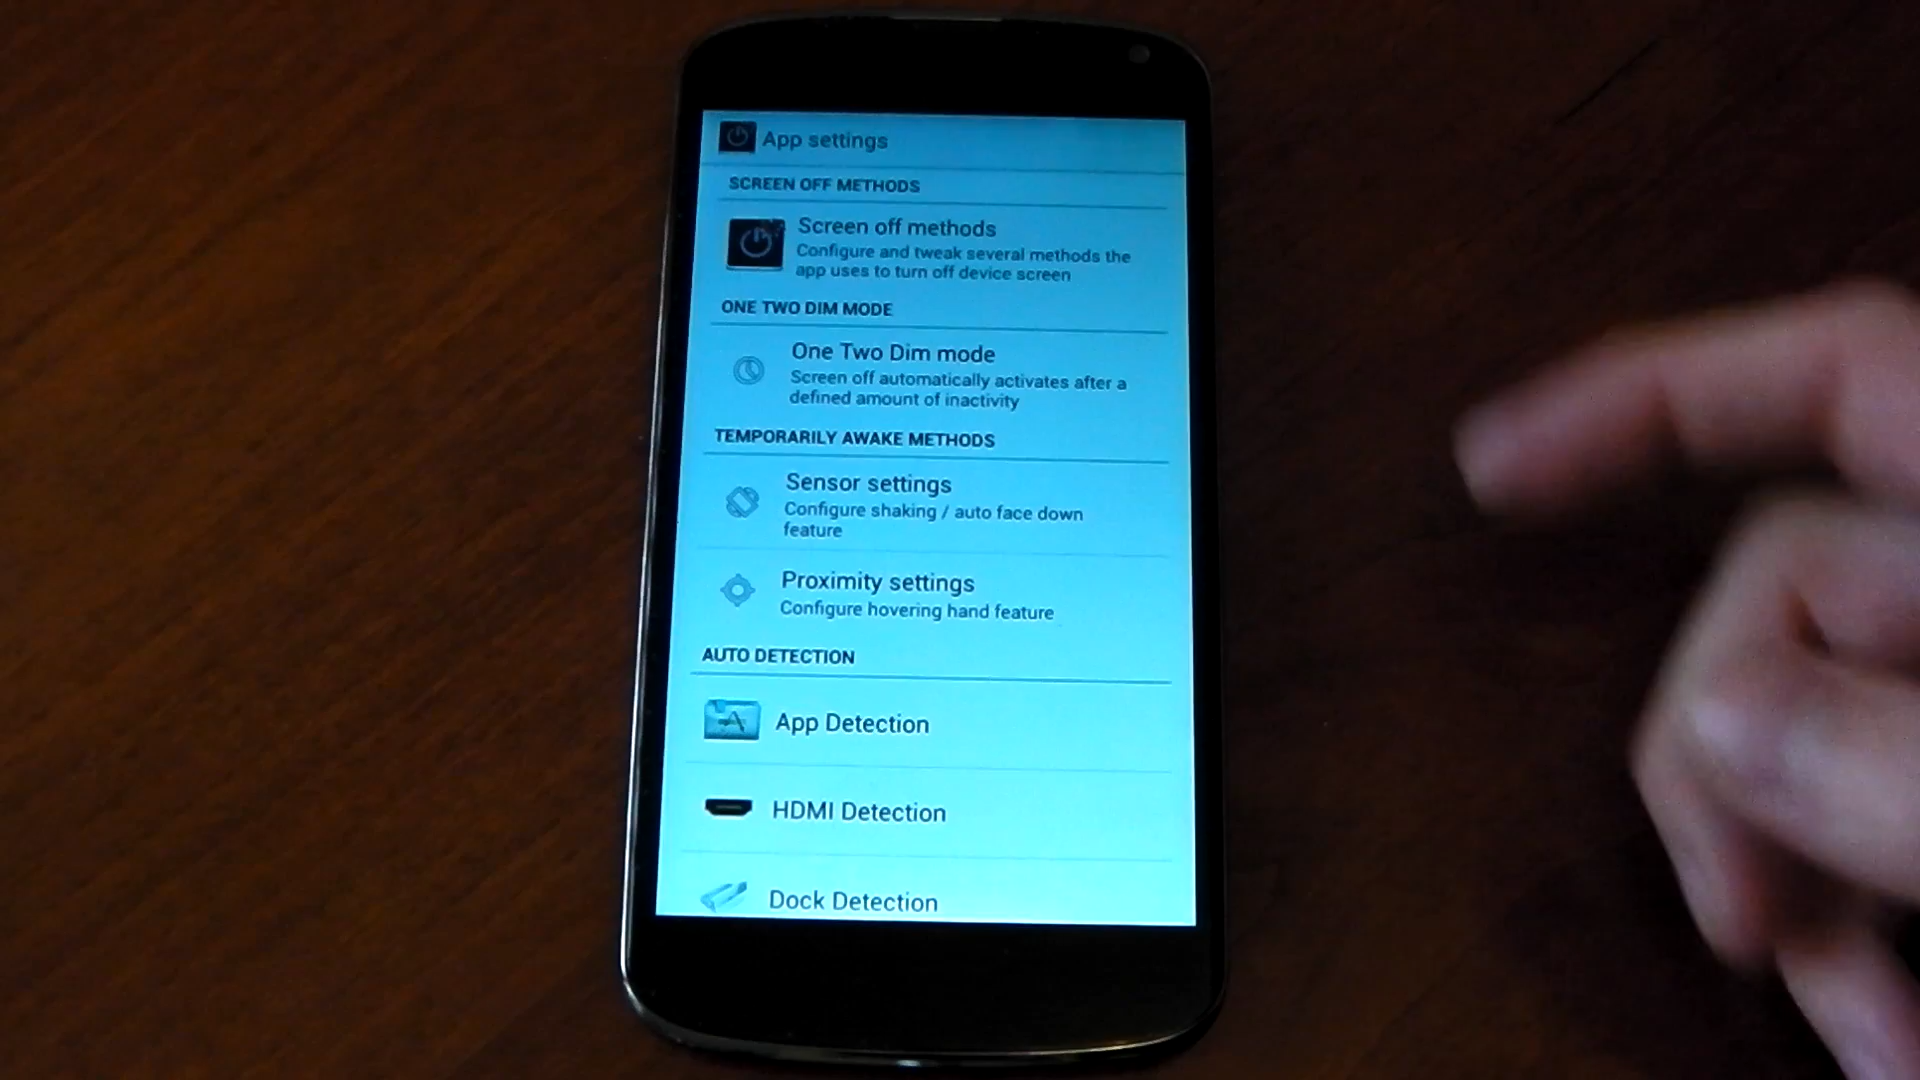 App settings
SCREEN OFF METHODS
Screen off methods
Configure and tweak several methods the
app uses to turn off device screen
ONE TWO DIM MODE
One Two Dim mode
Screen off automatically activates after a
defined amount of inactivity
TEMPORARILY AWAKE METHODS
Sensor settings
Configure shaking / auto face down
feature
Proximity settings
Configure hovering hand feature
AUTO DETECTION
App Detection
HDMI Detection
Dock Detection